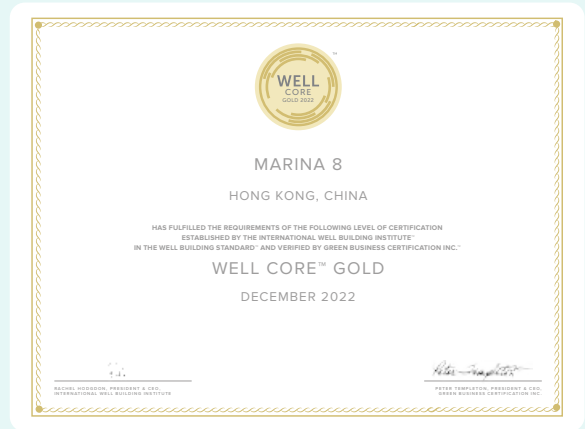 ™
WELL
CORE
GOLD 2022
MARINA 8
HONG KONG, CHINA
HAS FULFILLED THE REQUIREMENTS OF THE FOLLOWING LEVEL OF CERTIFICATION
ESTABLISHED BY THE INTERNATIONAL WELL BUILDING INSTITUTE™
IN THE WELL BUILDING STANDARD™ AND VERIFIED BY GREEN BUSINESS CERTIFICATION INC.™
WELL CORE™ GOLD
DECEMBER 2022
Peter Templeton
RACHEL HODGDON, PRESIDENT & CEO,
INTERNATIONAL WELL BUILDING INSTITUTE
PETER TEMPLETON, PRESIDENT & CEO,
GREEN BUSINESS CERTIFICATION INC.